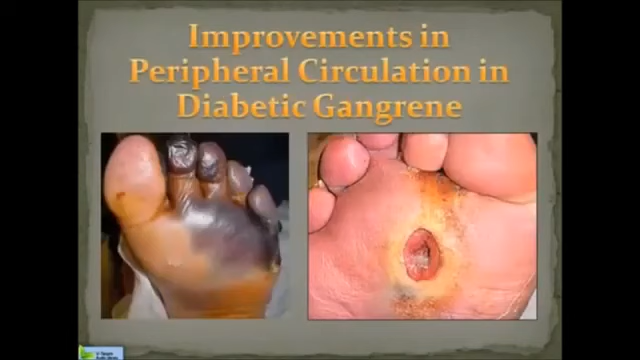 Improvements in
Peripheral Circulation in
Diabetic Gangrene